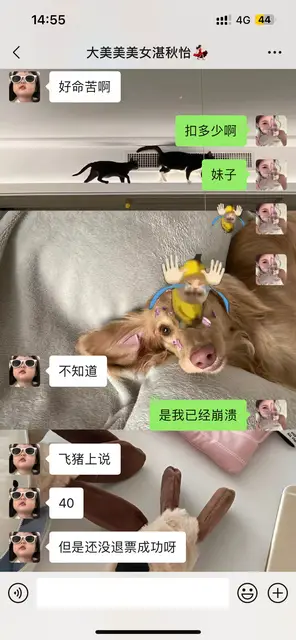 14:55
4G
44
大美美美女湛秋怡💃
好命苦啊
扣多少啊
妹子
不知道
是我已经崩溃
飞猪上说
40
但是还没退票成功呀